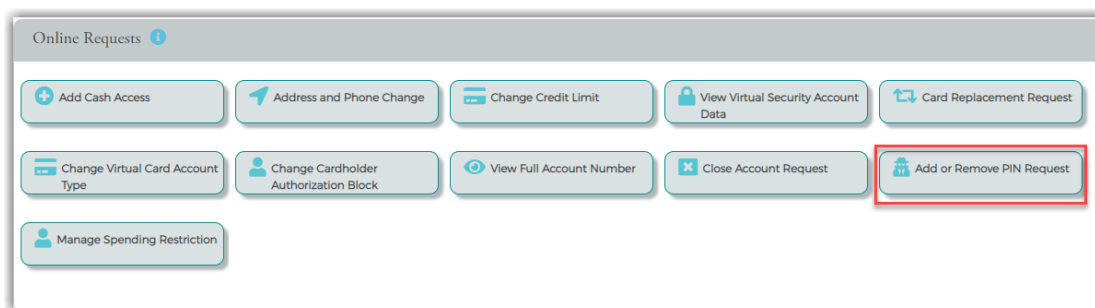 Online Requests
Add Cash Access
Address and Phone Change
Change Credit Limit
View Virtual Security Account
Data
Card Replacement Request
Change Virtual Card Account
Type
Change Cardholder
Authorization Block
View Full Account Number
Close Account Request
Add or Remove PIN Request
Manage Spending Restriction